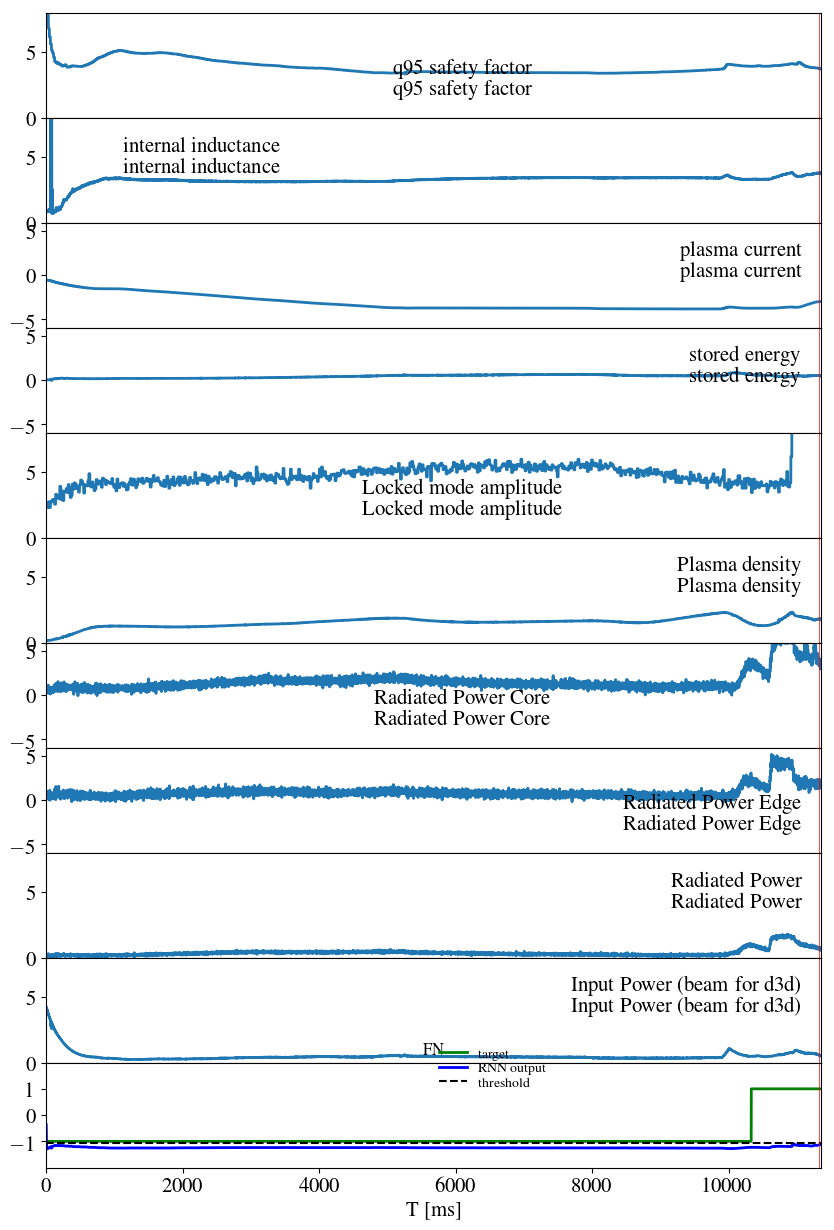 5
q95 safety factor
q95 safety factor
0
internal inductance
5
internal inductance
0
5
plasma current
0
plasma current
−5
5
stored energy
0
stored energy
−5
5
Locked mode amplitude
Locked mode amplitude
0
Plasma density
5
Plasma density
0
5
0
Radiated Power Core
Radiated Power Core
−5
5
0
Radiated Power Edge
Radiated Power Edge
−5
Radiated Power
5
Radiated Power
0
Input Power (beam for d3d)
5
Input Power (beam for d3d)
0
FN
target
RNN output
threshold
1
0
−1
0 2000 4000 6000 8000 10000
T [ms]